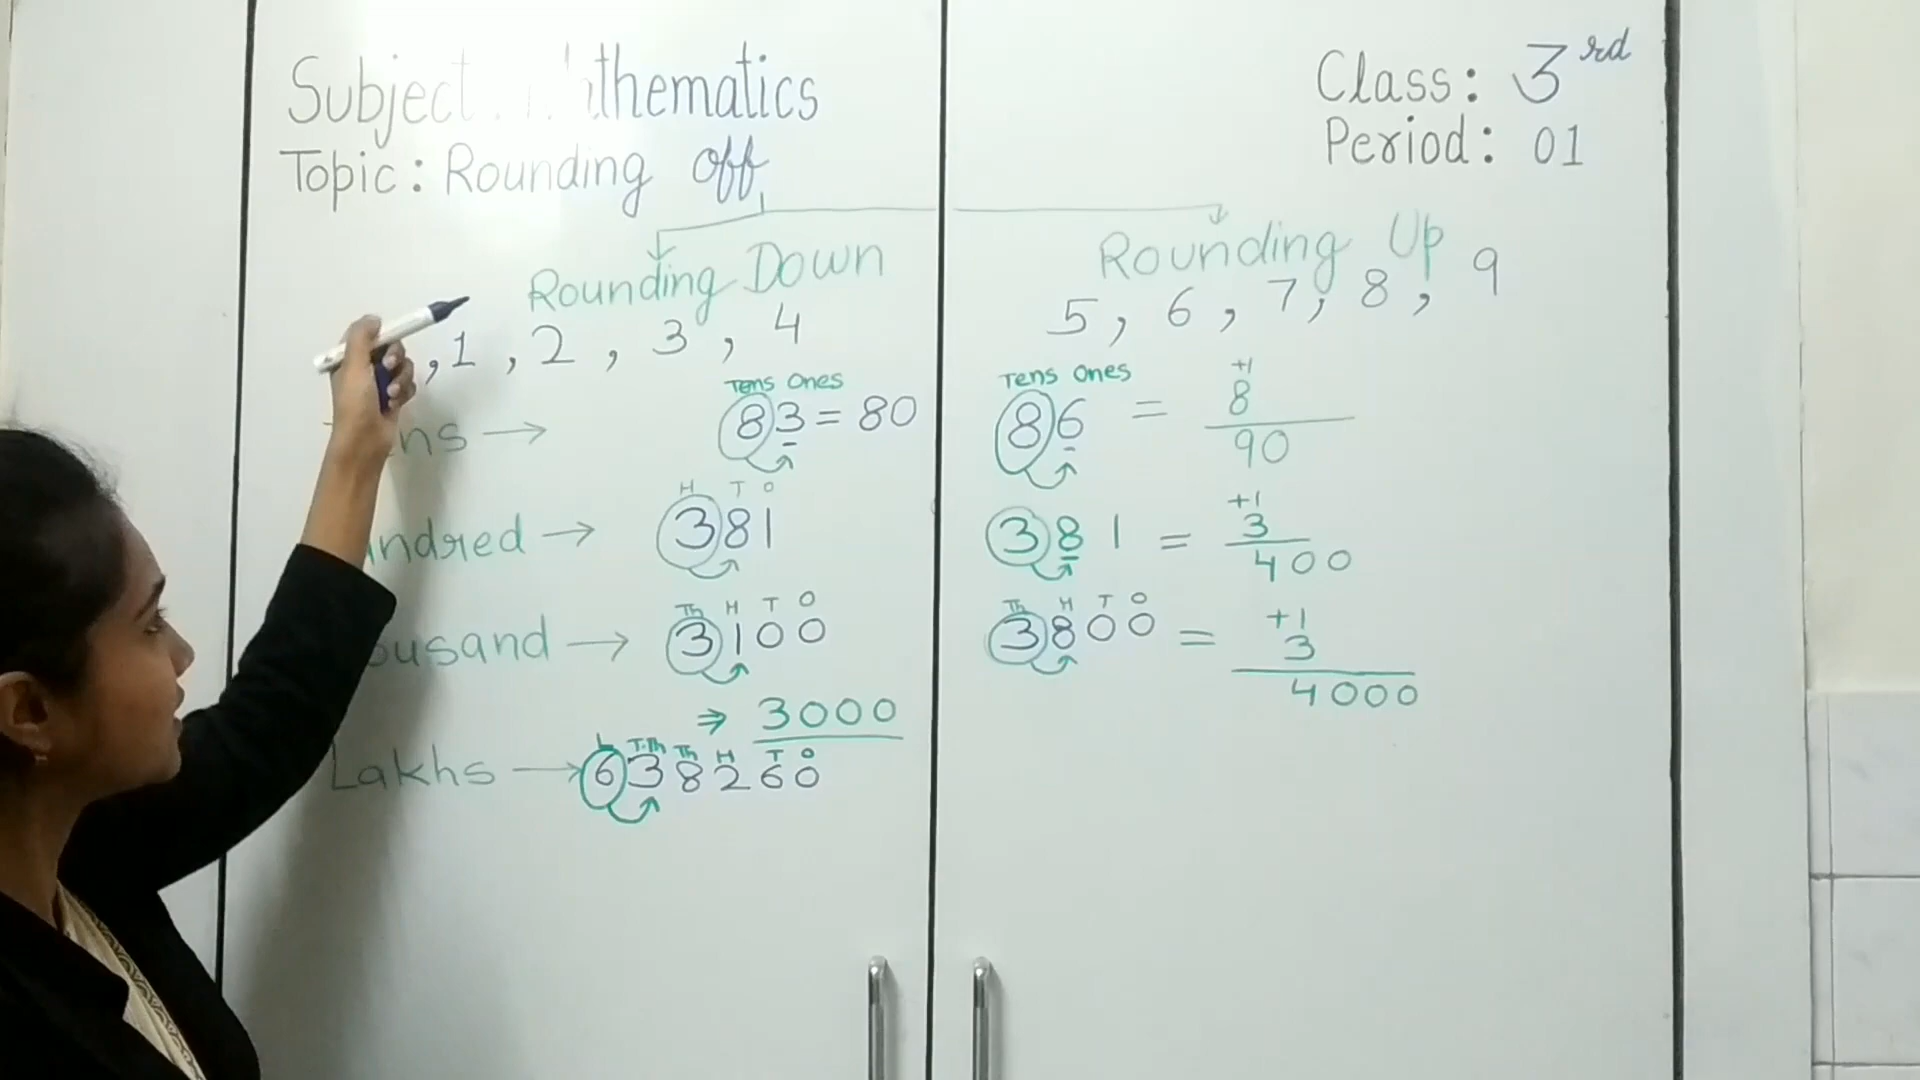 Subject thematics
Topic: Rounding off
Class: 3rd
Period: 01
Rounding Down
, 1 , 2 , 3 , 4
Tens Ones
ns → 83 = 80
H T O
ndred → 381
Th H T O
ousand → 3100
⇒ 3000
L T.Th Th H T O
Lakhs → 638260
Rounding Up
5, 6, 7, 8, 9
Tens Ones
+1
86 = 8
90
+1
381 = 3
400
Th H T O
+1
3800 = 3
4000